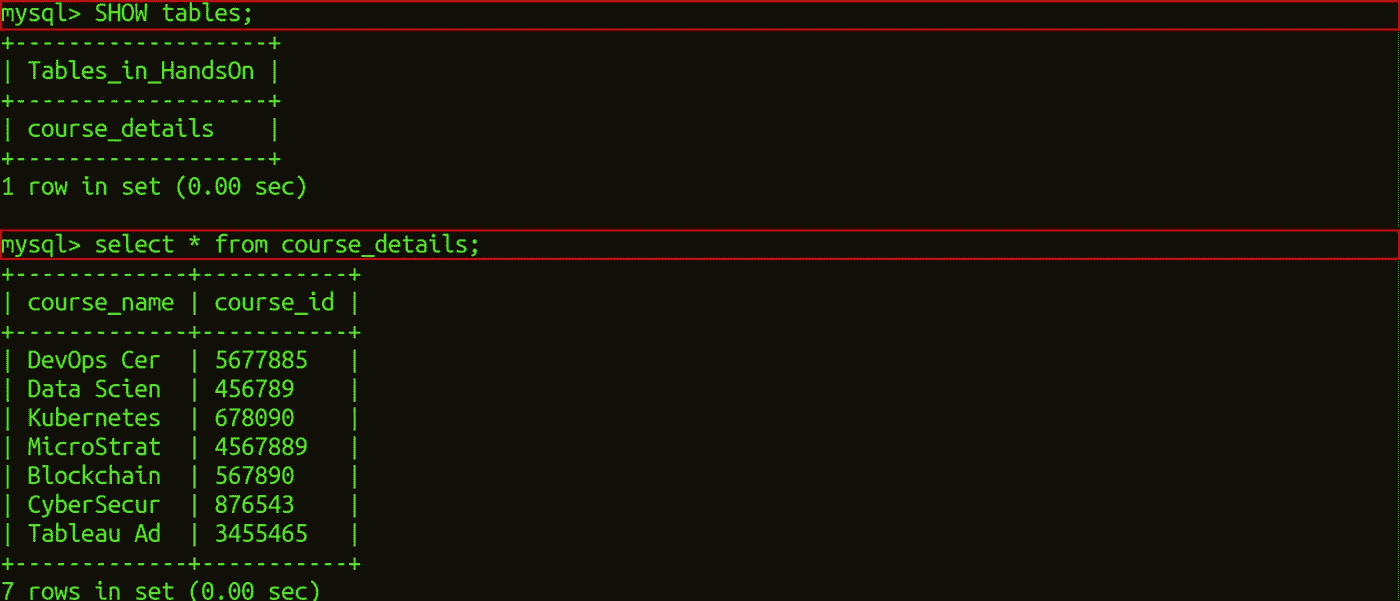 mysql> SHOW tables;
+-------------------+
| Tables_in_HandsOn |
+-------------------+
| course_details    |
+-------------------+
1 row in set (0.00 sec)

mysql> select * from course_details;
+-------------+-----------+
| course_name | course_id |
+-------------+-----------+
| DevOps Cer  | 5677885   |
| Data Scien  | 456789    |
| Kubernetes  | 678090    |
| MicroStrat  | 4567889   |
| Blockchain  | 567890    |
| CyberSecur  | 876543    |
| Tableau Ad  | 3455465   |
+-------------+-----------+
7 rows in set (0.00 sec)